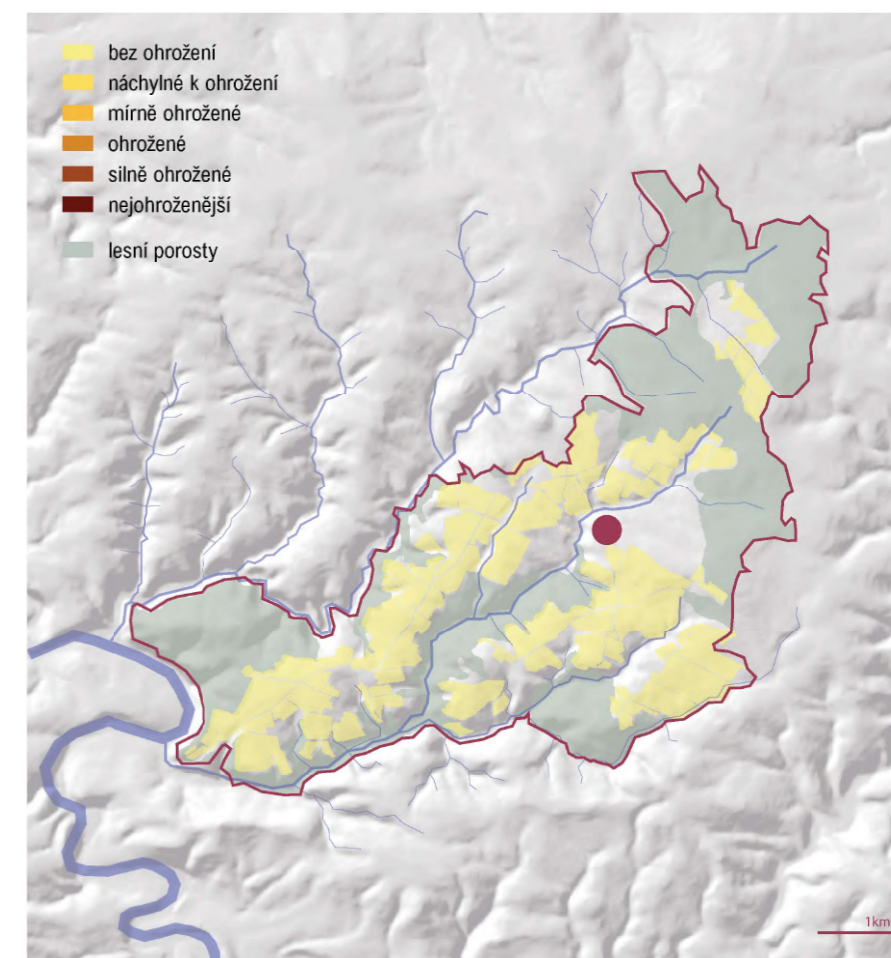 bez ohrožení
náchylné k ohrožení
mírně ohrožené
ohrožené
silně ohrožené
nejohroženější
lesní porosty
1km